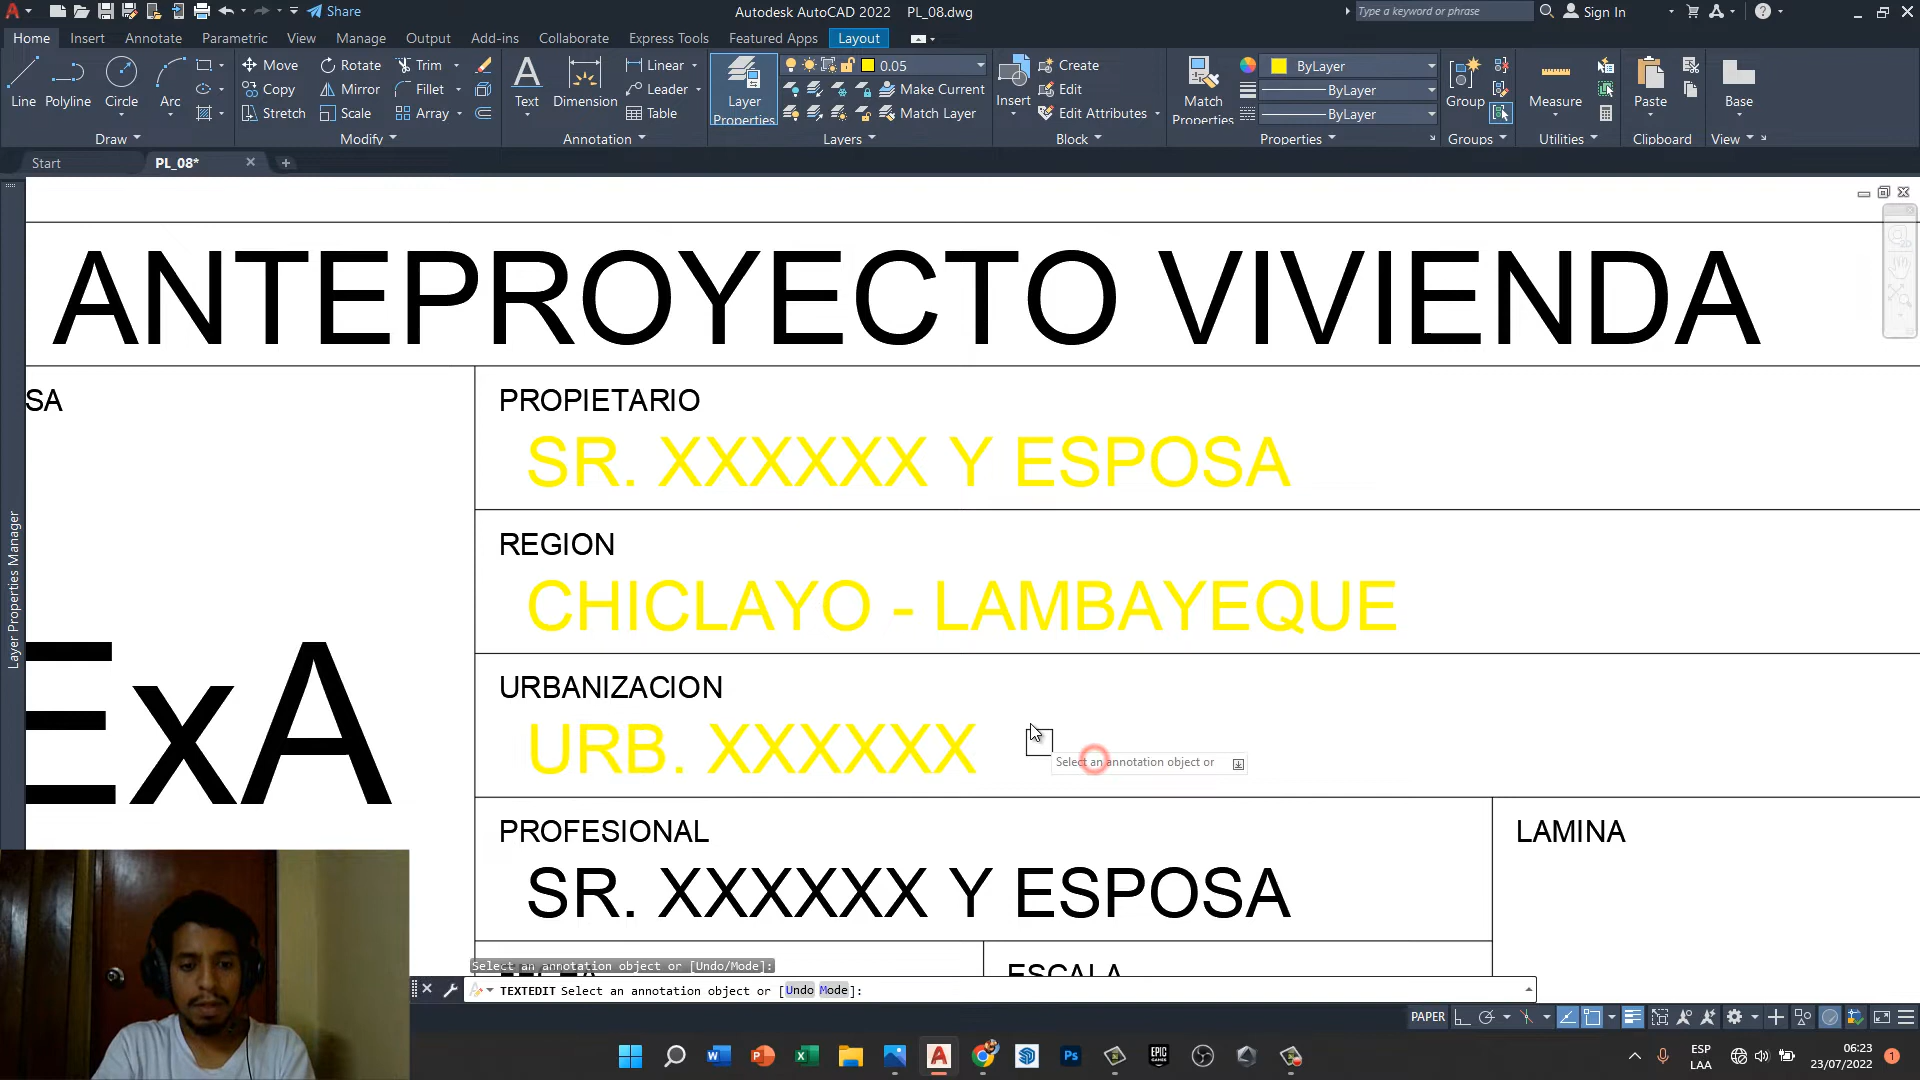 Share
Autodesk AutoCAD 2022 PL_08.dwg
Type a keyword or phrase
Sign In
Home Insert Annotate Parametric View Manage Output Add-ins Collaborate Express Tools Featured Apps Layout
Line Polyline Circle Arc
Move Rotate Trim
Copy Mirror Fillet
Stretch Scale Array
Text Dimension
Linear
Leader
Table
Layer Properties
0.05
Make Current
Match Layer
Insert
Create
Edit
Edit Attributes
Match Properties
ByLayer
ByLayer
ByLayer
Group
Measure
Paste
Base
Draw Modify Annotation Layers Block Properties Groups Utilities Clipboard View
Start PL_08*
Layer Properties Manager
ANTEPROYECTO VIVIENDA
SA
PROPIETARIO
SR. XXXXXX Y ESPOSA
REGION
CHICLAYO - LAMBAYEQUE
ExA
URBANIZACION
URB. XXXXXX
Select an annotation object or
PROFESIONAL
LAMINA
SR. XXXXXX Y ESPOSA
Select an annotation object or [Undo/Mode]:
ESCALA
TEXTEDIT Select an annotation object or [Undo Mode]:
PAPER
ESP
LAA
06:23
23/07/2022
1